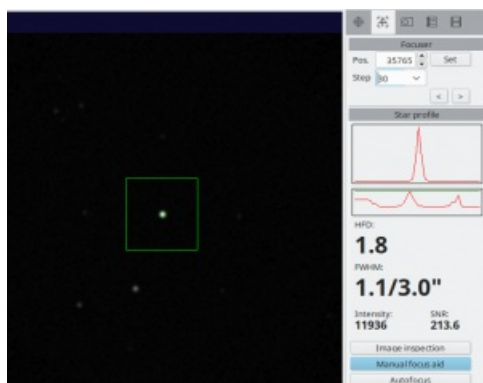 Focuser
Pos. 35765 Set
Step 30
< >
Star profile
HFD:
1.8
FWHM:
1.1/3.0"
Intensity: SNR:
11936 213.6
Image inspection
Manual focus aid
Autofocus